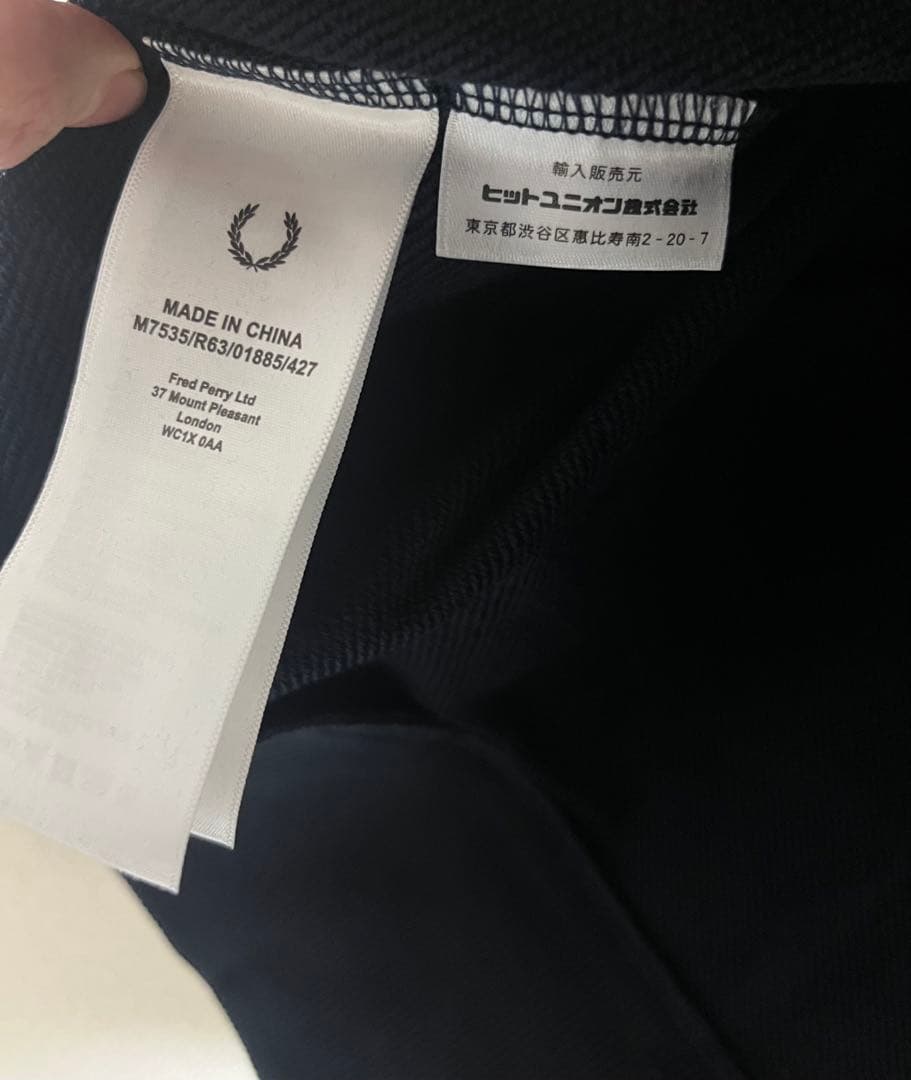 MADE IN CHINA
M7535/R63/01885/427
Fred Perry Ltd
37 Mount Pleasant
London
WC1X 0AA
輸入販売元
ヒットユニオン株式会社
東京都渋谷区恵比寿南2-20-7